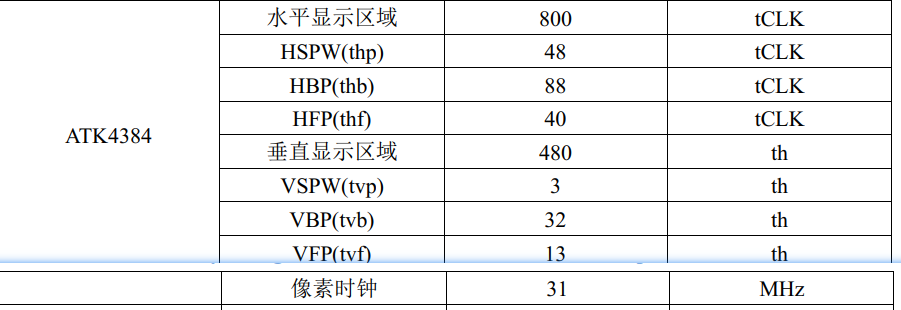 水平显示区域 800 tCLK
HSPW(thp) 48 tCLK
HBP(thb) 88 tCLK
HFP(thf) 40 tCLK
ATK4384
垂直显示区域 480 th
VSPW(tvp) 3 th
VBP(tvb) 32 th
VFP(tvf) 13 th
像素时钟 31 MHz